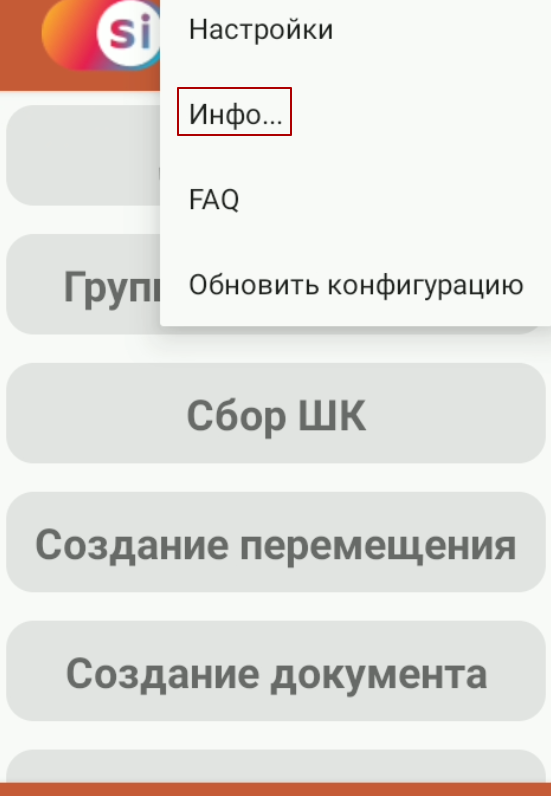 si
Настройки
Инфо...
FAQ
Обновить конфигурацию
Сбор ШК
Создание перемещения
Создание документа